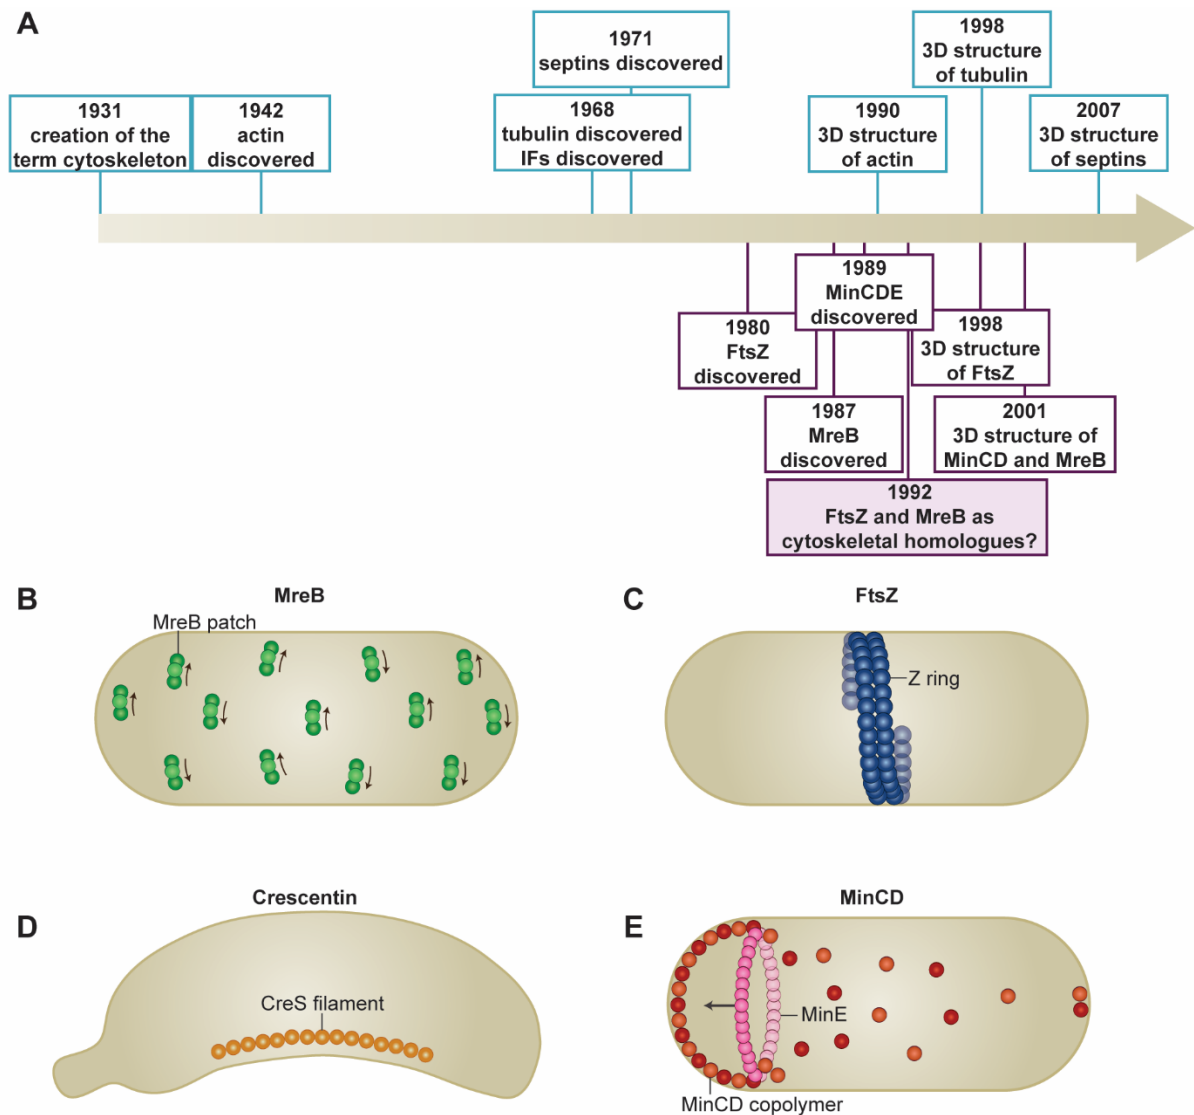 A
1931
creation of the
term cytoskeleton
1942
actin
discovered
1971
septins discovered
1968
tubulin discovered
IFs discovered
1990
3D structure
of actin
1998
3D structure
of tubulin
2007
3D structure
of septins
1980
FtsZ
discovered
1989
MinCDE
discovered
1987
MreB
discovered
1998
3D structure
of FtsZ
2001
3D structure of
MinCD and MreB
1992
FtsZ and MreB as
cytoskeletal homologues?
B
MreB
MreB patch
C
FtsZ
Z ring
D
Crescentin
CreS filament
E
MinCD
MinE
MinCD copolymer